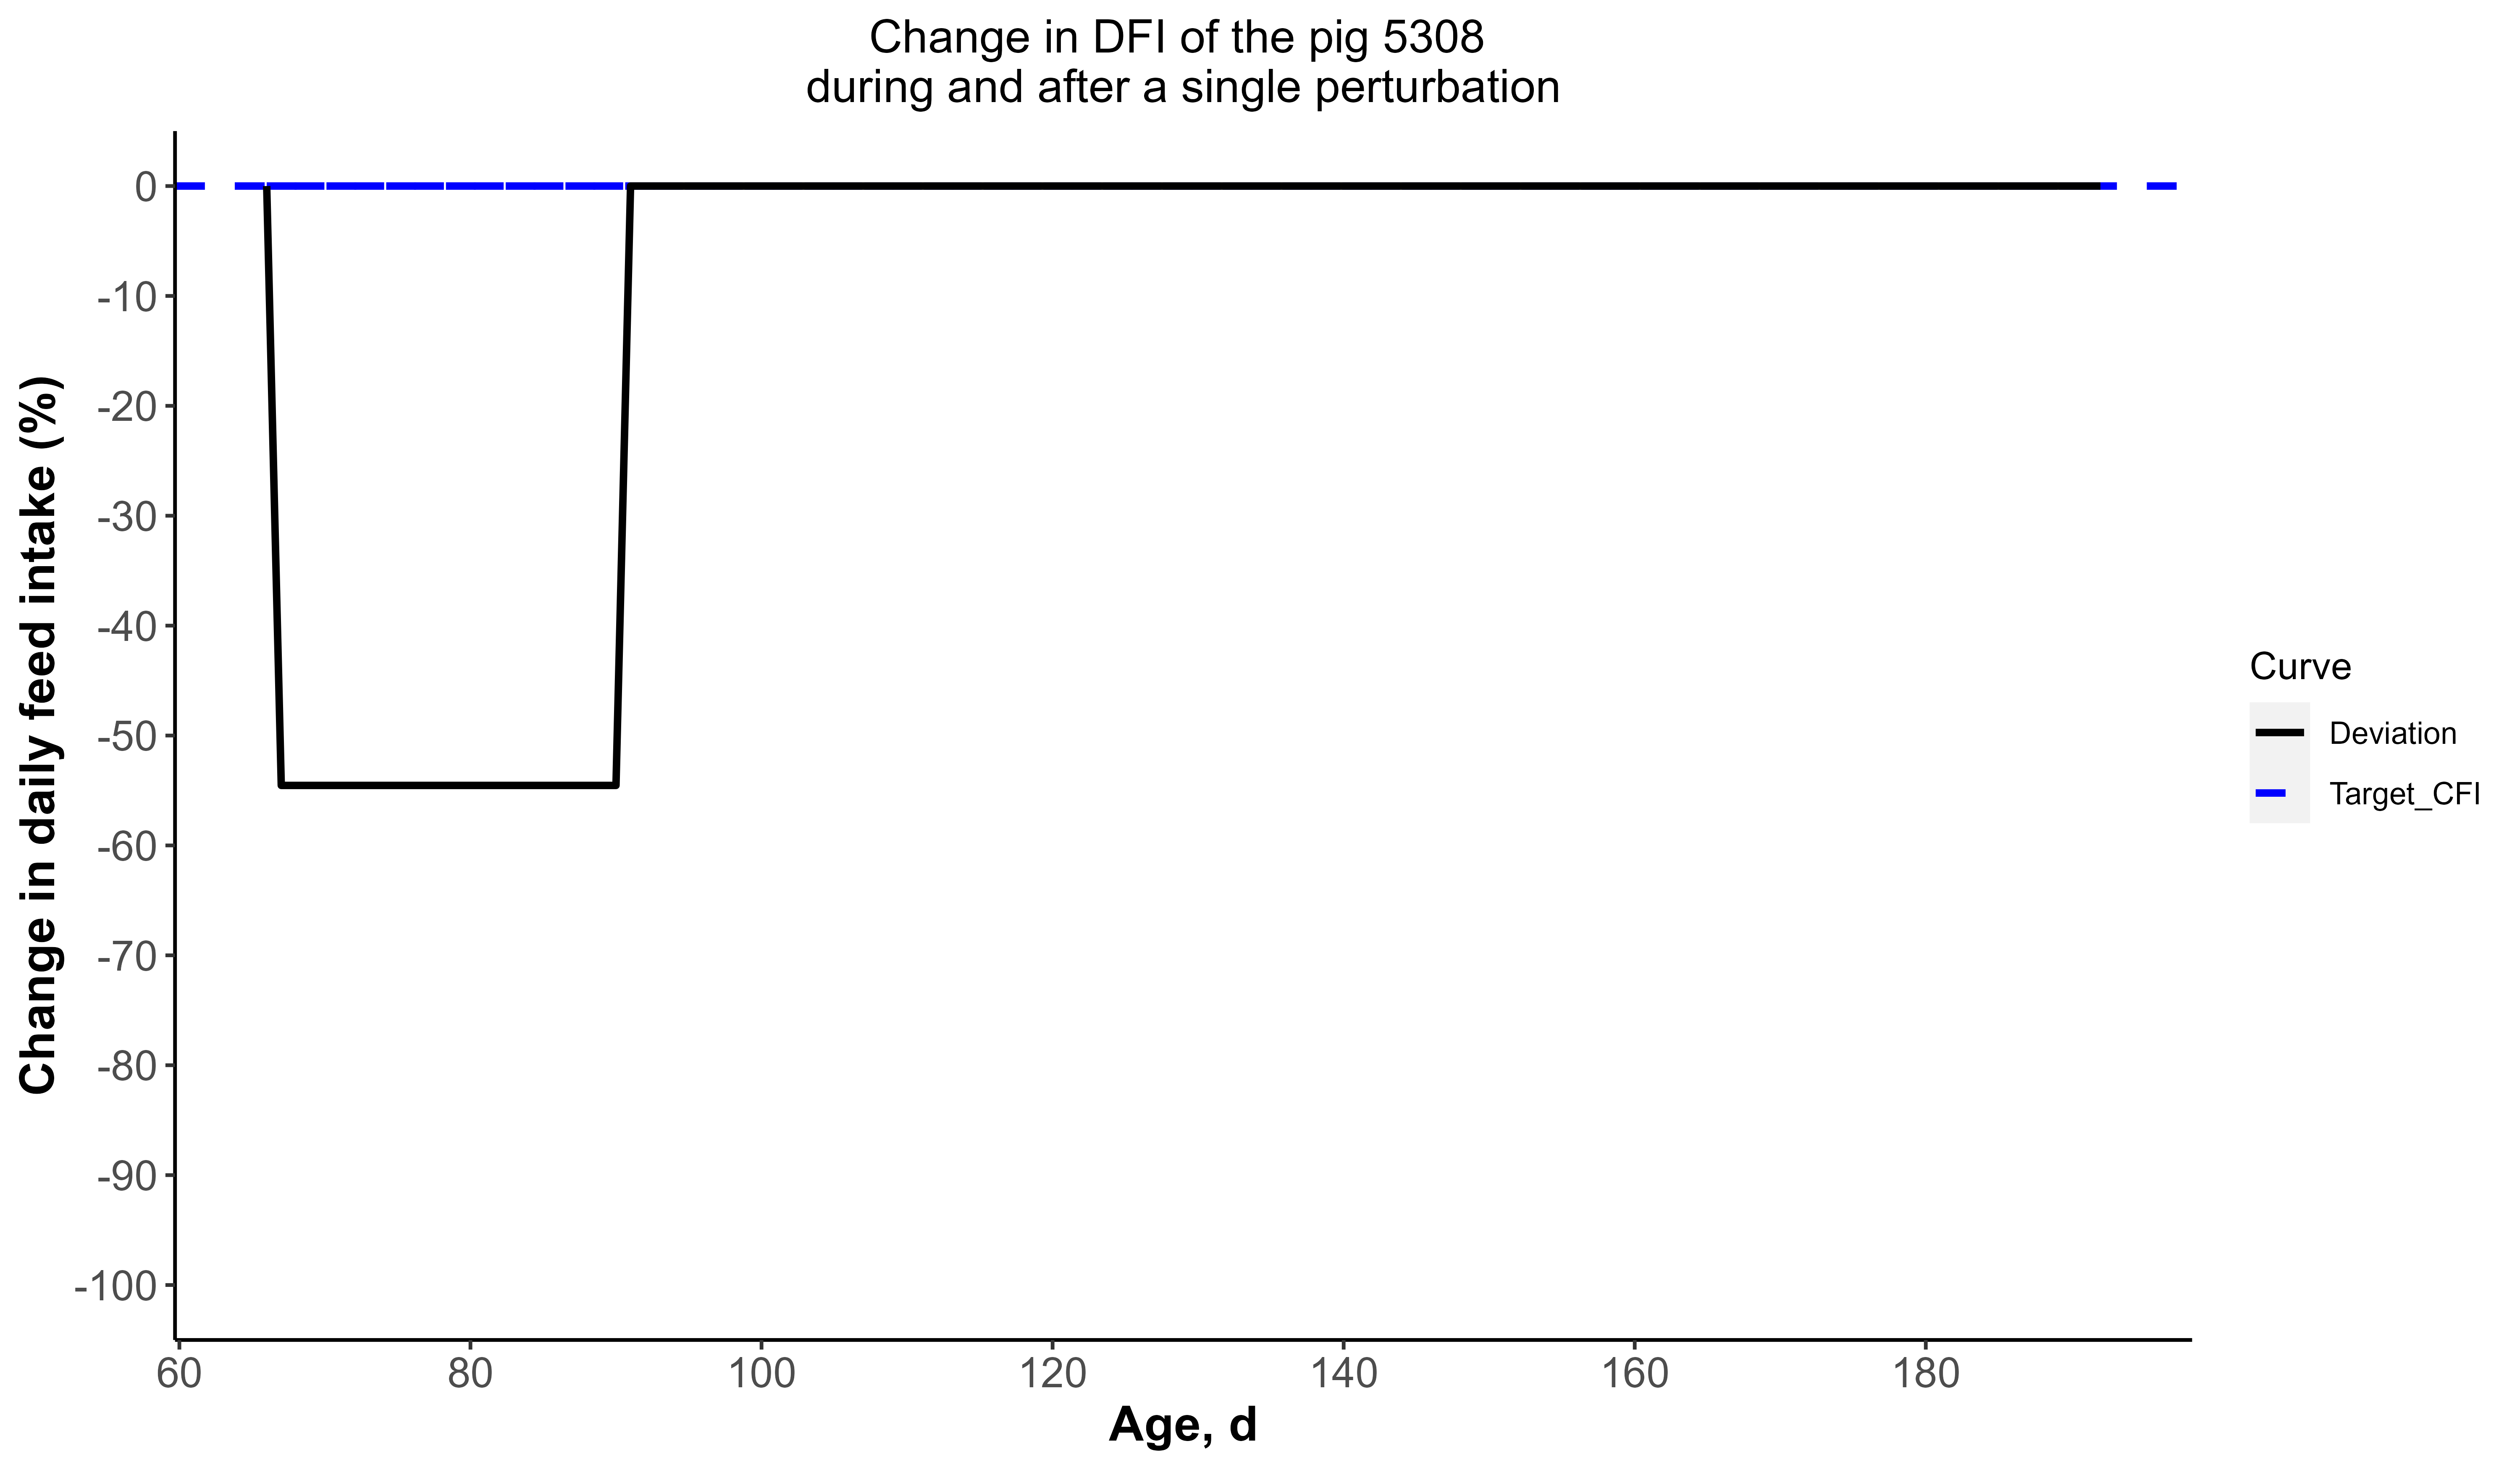 Change in DFI of the pig 5308
during and after a single perturbation
Change in daily feed intake (%)
0
-10
-20
-30
-40
-50
-60
-70
-80
-90
-100
60 80 100 120 140 160 180
Age, d
Curve
Deviation
Target_CFI